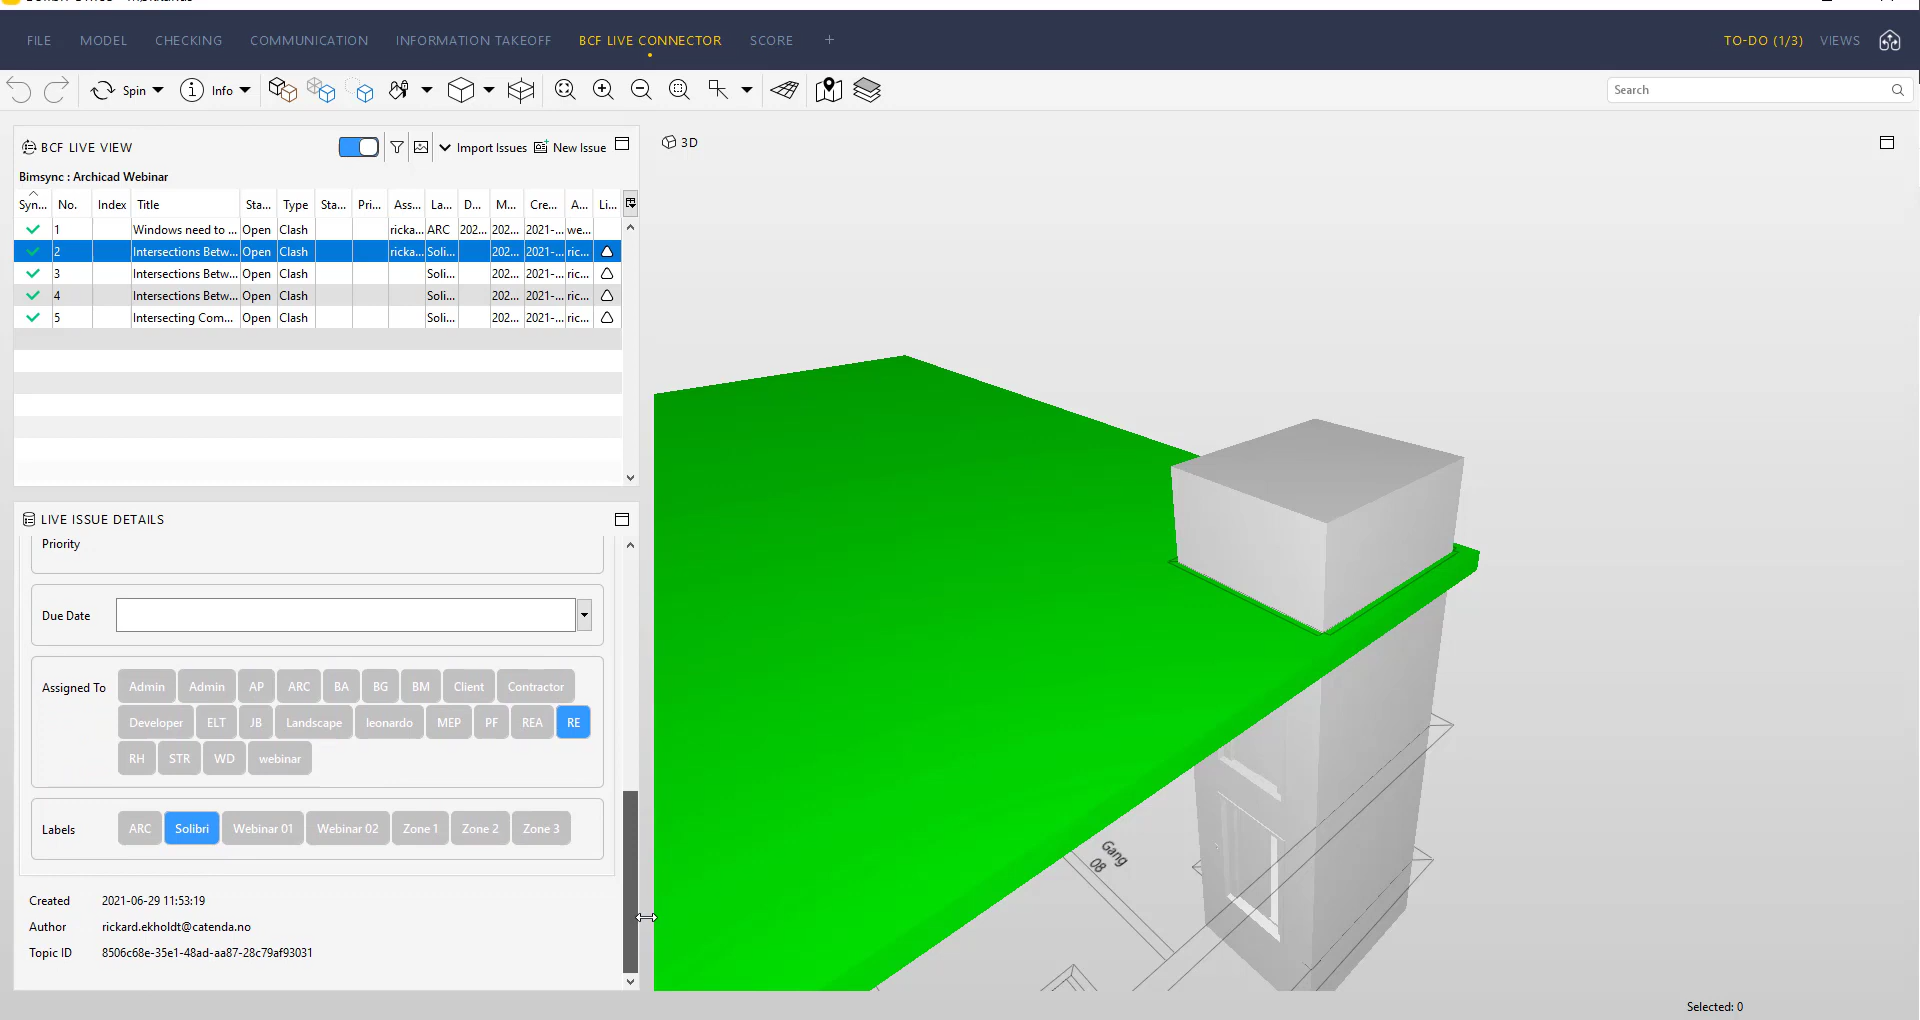 FILE MODEL CHECKING COMMUNICATION INFORMATION TAKEOFF BCF LIVE CONNECTOR SCORE + TO-DO (1/3) VIEWS
Spin Info Search
BCF LIVE VIEW Import Issues New Issue 3D
Bimsync : Archicad Webinar
Syn... No. Index Title Sta... Type Sta... Pri... Ass... La... D... M... Cre... A... Li...
1 Windows need to ... Open Clash ricka... ARC 202... 202... 2021-... we...
2 Intersections Betw... Open Clash ricka... Soli... 202... 2021-... ric...
3 Intersections Betw... Open Clash Soli... 202... 2021-... ric...
4 Intersections Betw... Open Clash Soli... 202... 2021-... ric...
5 Intersecting Com... Open Clash Soli... 202... 2021-... ric...
LIVE ISSUE DETAILS
Priority
Due Date
Assigned To Admin Admin AP ARC BA BG BM Client Contractor
Developer ELT JB Landscape leonardo MEP PF REA RE
RH STR WD webinar
Labels ARC Solibri Webinar 01 Webinar 02 Zone 1 Zone 2 Zone 3
Gang
08
Created 2021-06-29 11:53:19
Author rickard.ekholdt@catenda.no
Topic ID 8506c68e-35e1-48ad-aa87-28c79af93031
Selected: 0